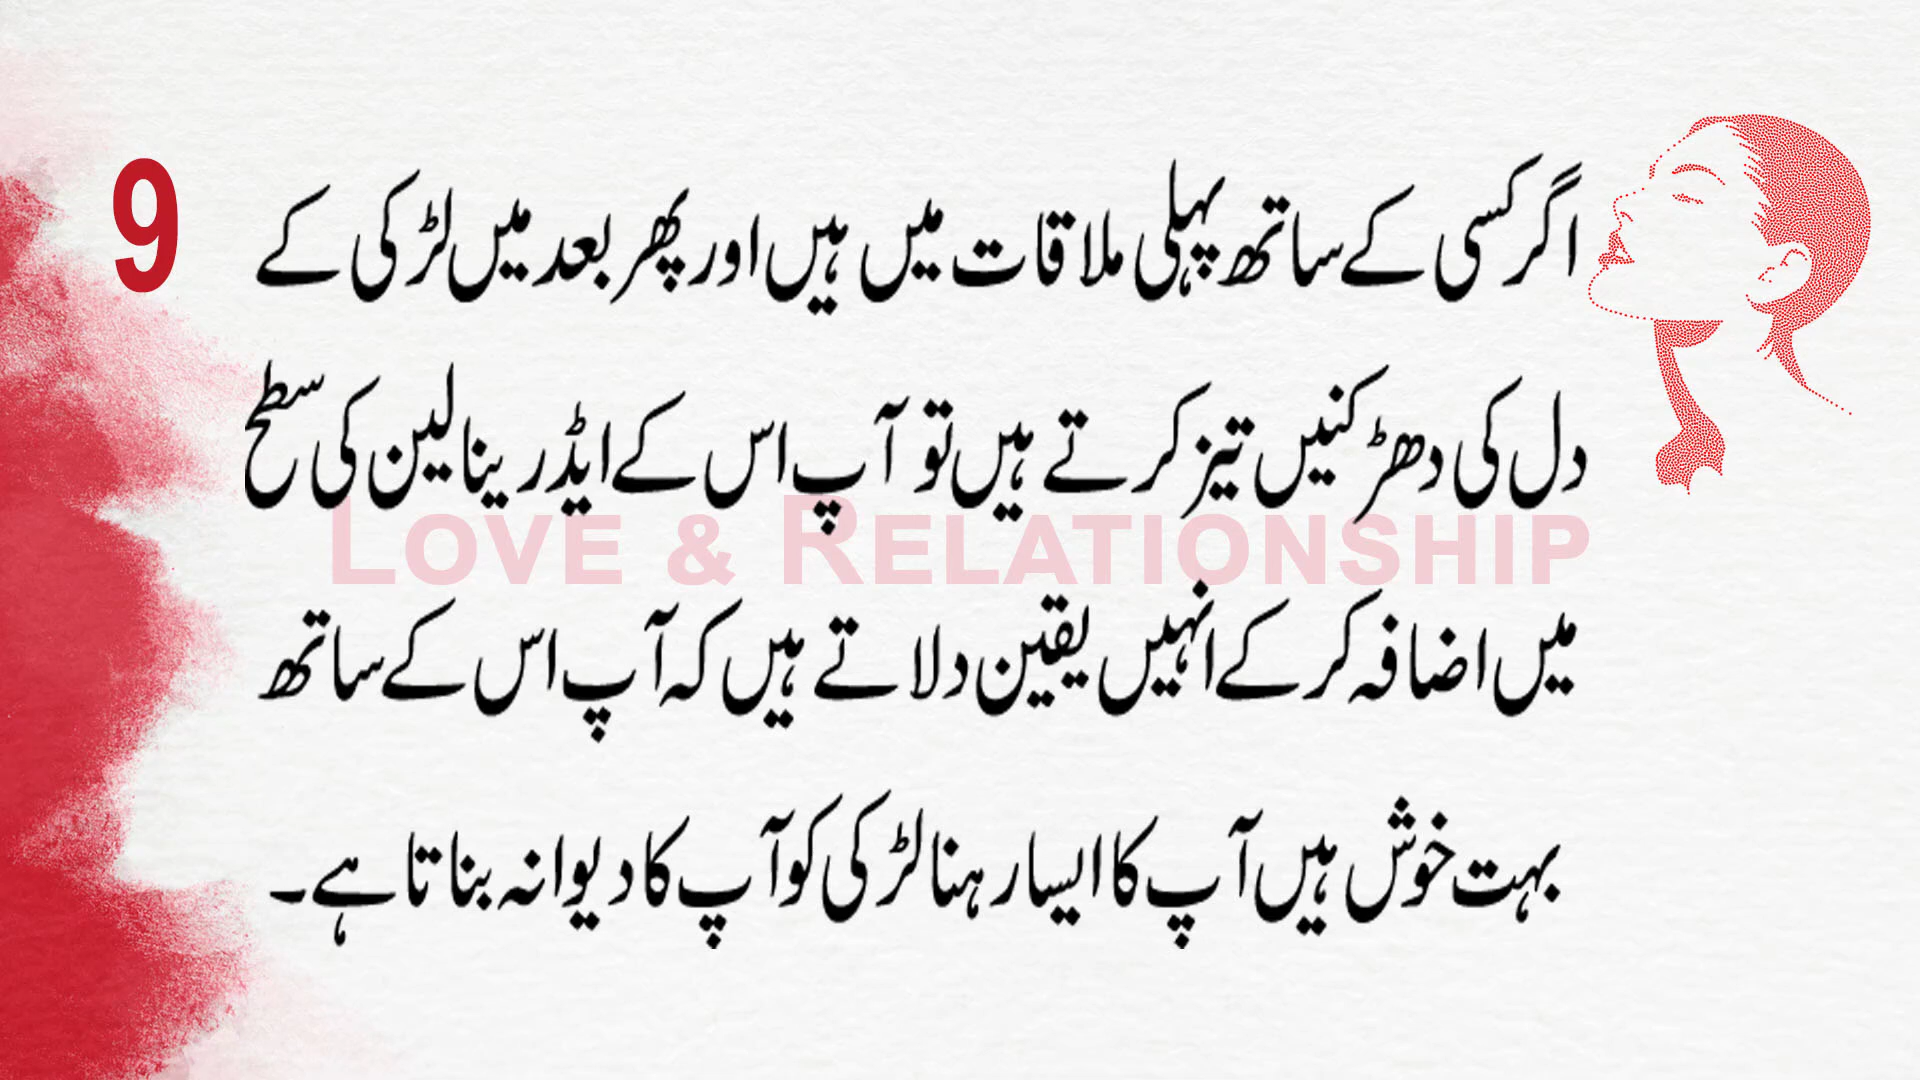 9
اگر کسی کے ساتھ پہلی ملاقات میں ہیں اور پھر بعد میں لڑکی کے
دل کی دھڑکنیں تیز کرتے ہیں تو آپ اس کے ایڈرینالین کی سطح
LOVE & RELATIONSHIP
میں اضافہ کر کے انہیں یقین دلاتے ہیں کہ آپ اس کے ساتھ
بہت خوش ہیں آپ کا ایسا رہنا لڑکی کو آپ کا دیوانہ بناتا ہے۔